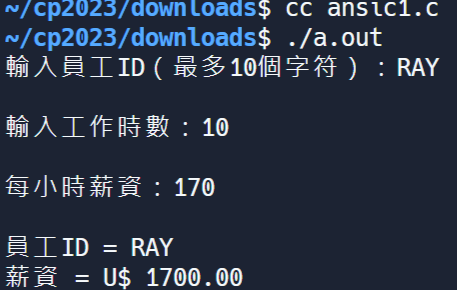 ~/cp2023/downloads$ cc ansic1.c
~/cp2023/downloads$ ./a.out
輸入員工ID（最多10個字符）：RAY
輸入工作時數：10
每小時薪資：170
員工ID = RAY
薪資 = U$ 1700.00